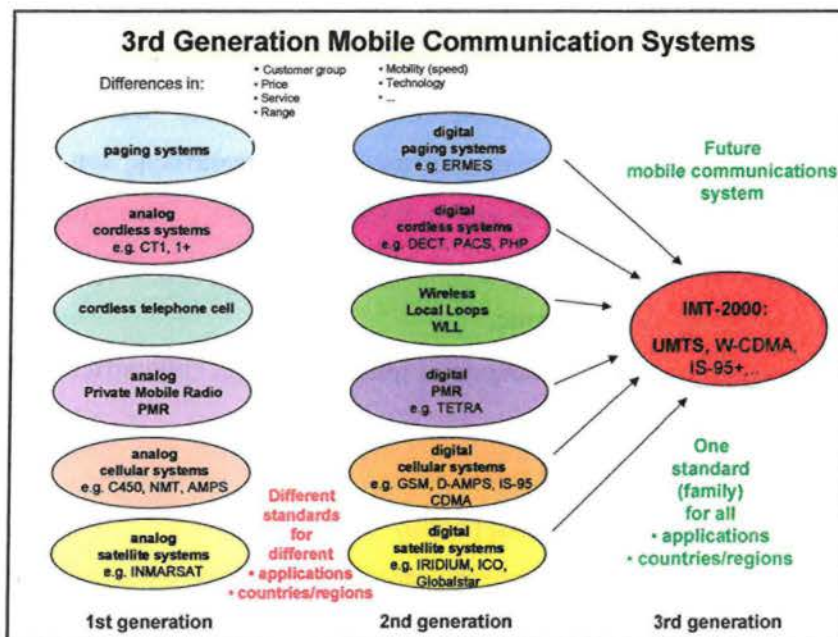 3rd Generation Mobile Communication Systems
Differences in:
• Customer group
• Price
• Service
• Range
• Mobility (speed)
• Technology
• ...
paging systems
analog
cordless systems
e.g. CT1, 1+
cordless telephone cell
analog
Private Mobile Radio
PMR
analog
cellular systems
e.g. C450, NMT, AMPS
analog
satellite systems
e.g. INMARSAT
1st generation
Different
standards
for
different
• applications
• countries/regions
digital
paging systems
e.g. ERMES
digital
cordless systems
e.g. DECT, PACS, PHP
Wireless
Local Loops
WLL
digital
PMR
e.g. TETRA
digital
cellular systems
e.g. GSM, D-AMPS, IS-95
CDMA
digital
satellite systems
e.g. IRIDIUM, ICO,
Globalstar
2nd generation
Future
mobile communications
system
IMT-2000:
UMTS, W-CDMA,
IS-95+,..
One
standard
(family)
for all
• applications
• countries/regions
3rd generation